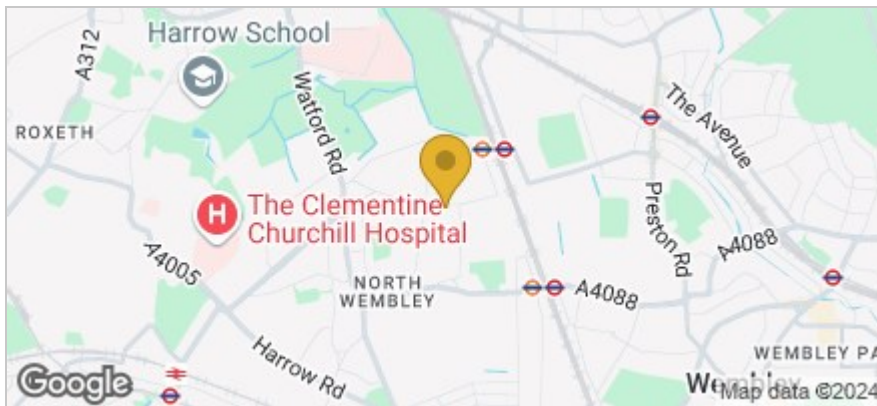 Harrow School
A312
ROXETH
Watford Rd
The Avenue
H
The Clementine
Churchill Hospital
Preston Rd
A4088
A4005
NORTH
WEMBLEY
A4088
Harrow Rd
WEMBLEY PA
Google
Wembley
Map data ©2024